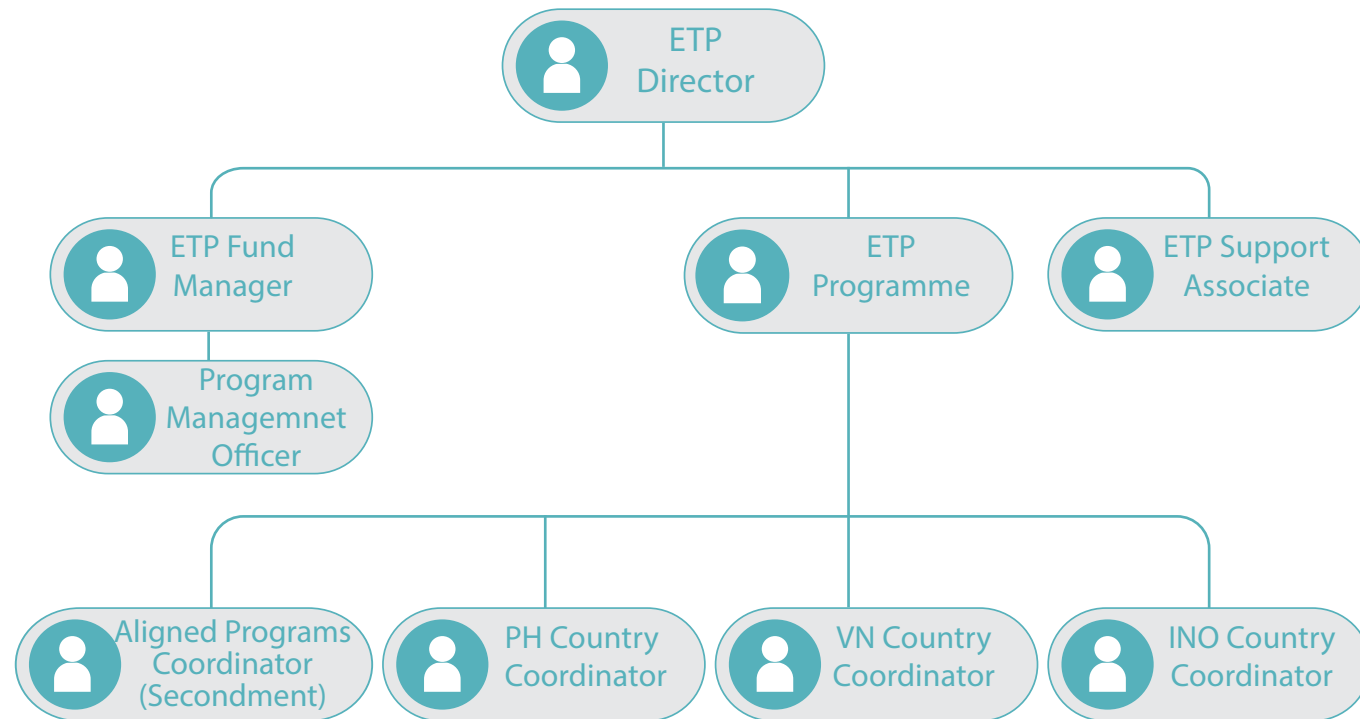 ETP
Director
ETP Fund
Manager
ETP
Programme
ETP Support
Associate
Program
Managemnet
Officer
Aligned Programs
Coordinator
(Secondment)
PH Country
Coordinator
VN Country
Coordinator
INO Country
Coordinator